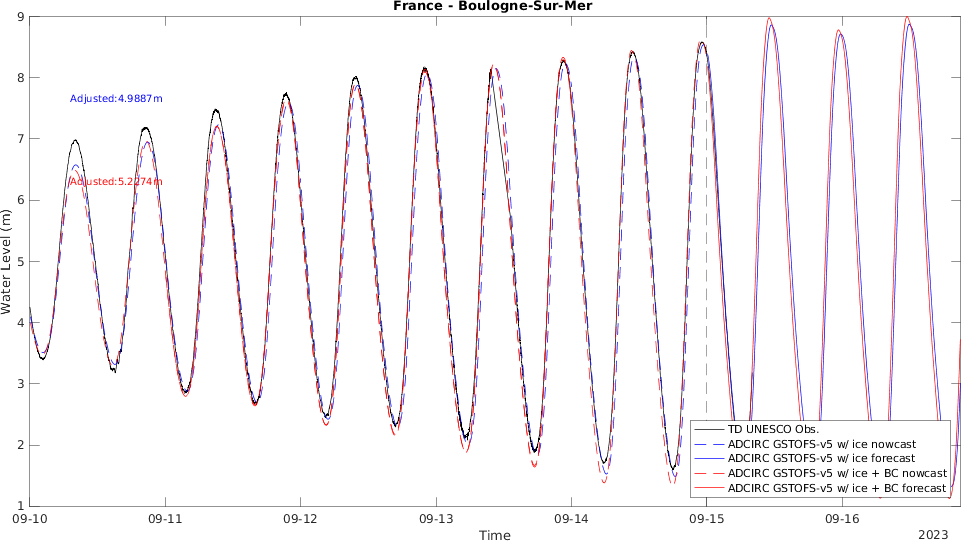 France - Boulogne-Sur-Mer
9
8
7
6
5
4
3
2
1
Water Level (m)
Adjusted:4.9887m
Adjusted:5.2274m
TD UNESCO Obs.
ADCIRC GSTOFS-v5 w/ ice nowcast
ADCIRC GSTOFS-v5 w/ ice forecast
ADCIRC GSTOFS-v5 w/ ice + BC nowcast
ADCIRC GSTOFS-v5 w/ ice + BC forecast
09-10 09-11 09-12 09-13 09-14 09-15 09-16
Time
2023